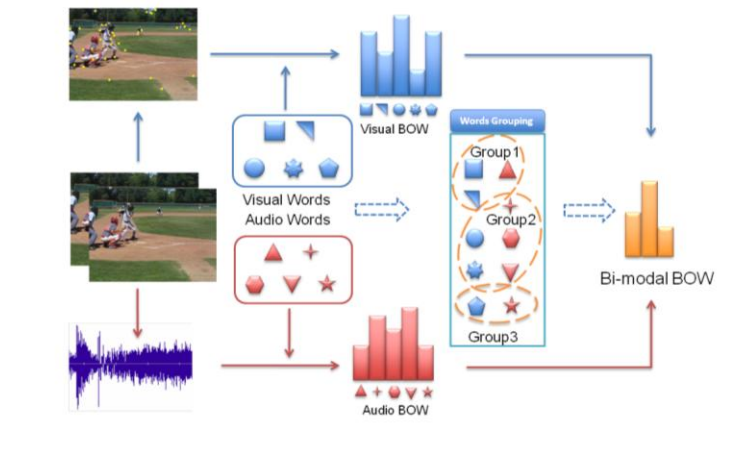 Visual BOW
Words Grouping
Group1
Visual Words
Audio Words
Group2
Bi-modal BOW
Group3
Audio BOW